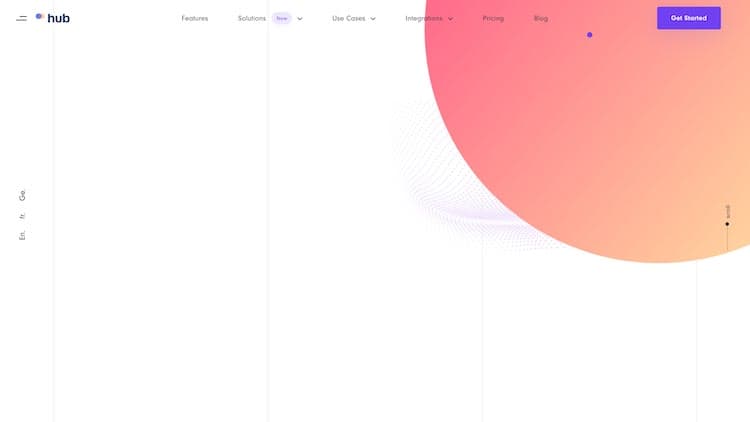 hub
Features
Solutions New
Use Cases
Integrations
Pricing
Blog
Get Started
Ge.
fr.
En.
scroll